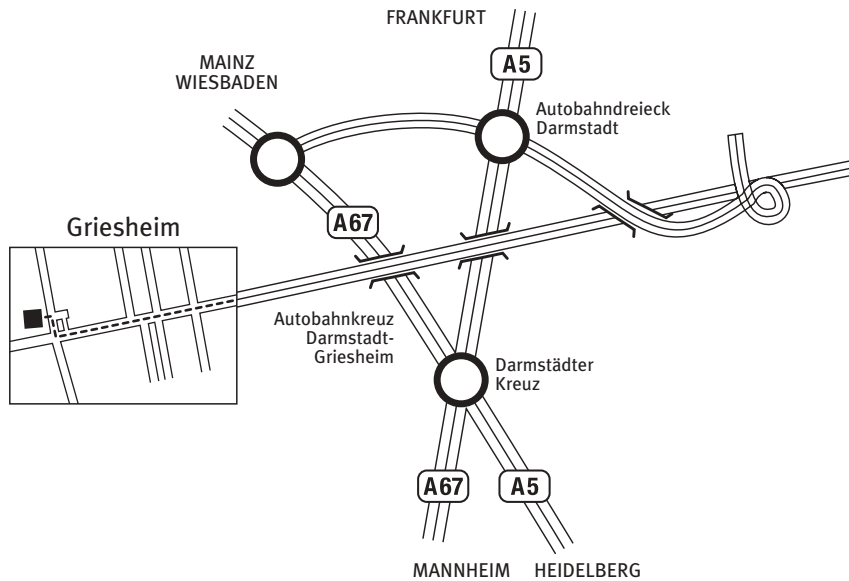 FRANKFURT
A5
MAINZ
WIESBADEN
Autobahndreieck
Darmstadt
A67
Griesheim
Autobahnkreuz
Darmstadt-
Griesheim
Darmstädter
Kreuz
A67
A5
MANNHEIM
HEIDELBERG